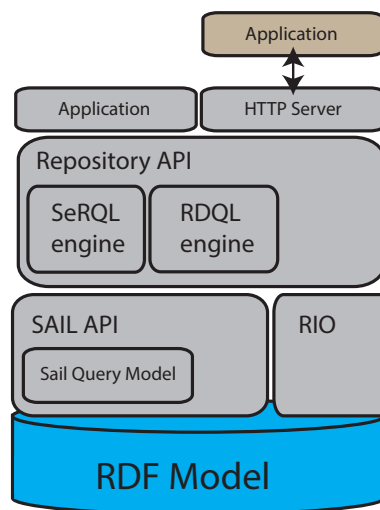 Application
Application
HTTP Server
Repository API
SeRQL
engine
RDQL
engine
SAIL API
RIO
Sail Query Model
RDF Model